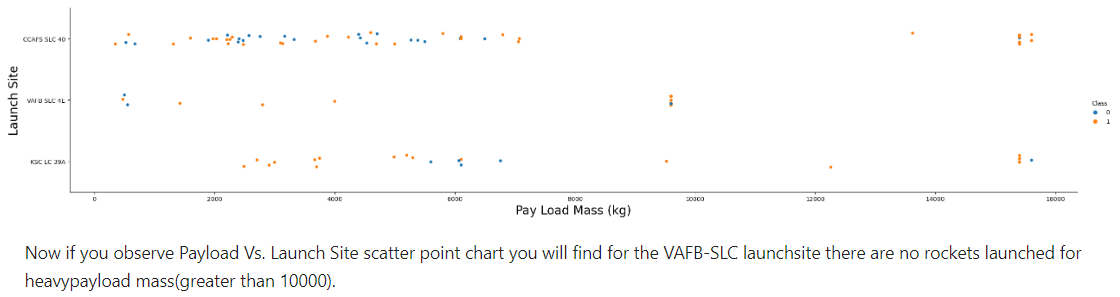 Launch Site
CCAFS SLC 40
VAFB SLC 4E
KSC LC 39A
0 2000 4000 6000 8000 10000 12000 14000 16000
Pay Load Mass (kg)
Class
0
1
Now if you observe Payload Vs. Launch Site scatter point chart you will find for the VAFB-SLC launchsite there are no rockets launched for
heavypayload mass(greater than 10000).